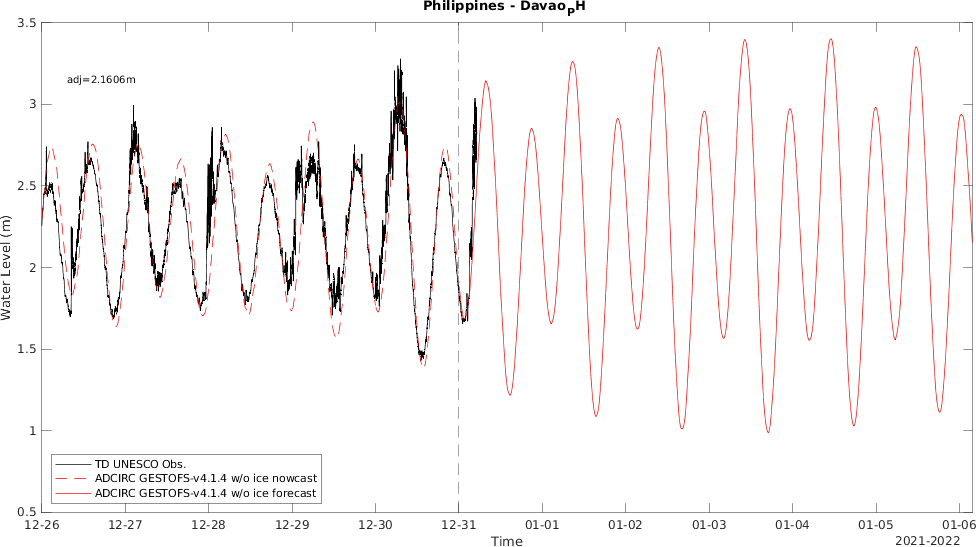 Philippines - DavaopH
3.5
adj=2.1606m
3
2.5
2
1.5
1
0.5
Water Level (m)
TD UNESCO Obs.
ADCIRC GESTOFS-v4.1.4 w/o ice nowcast
ADCIRC GESTOFS-v4.1.4 w/o ice forecast
12-26 12-27 12-28 12-29 12-30 12-31 01-01 01-02 01-03 01-04 01-05 01-06
Time
2021-2022